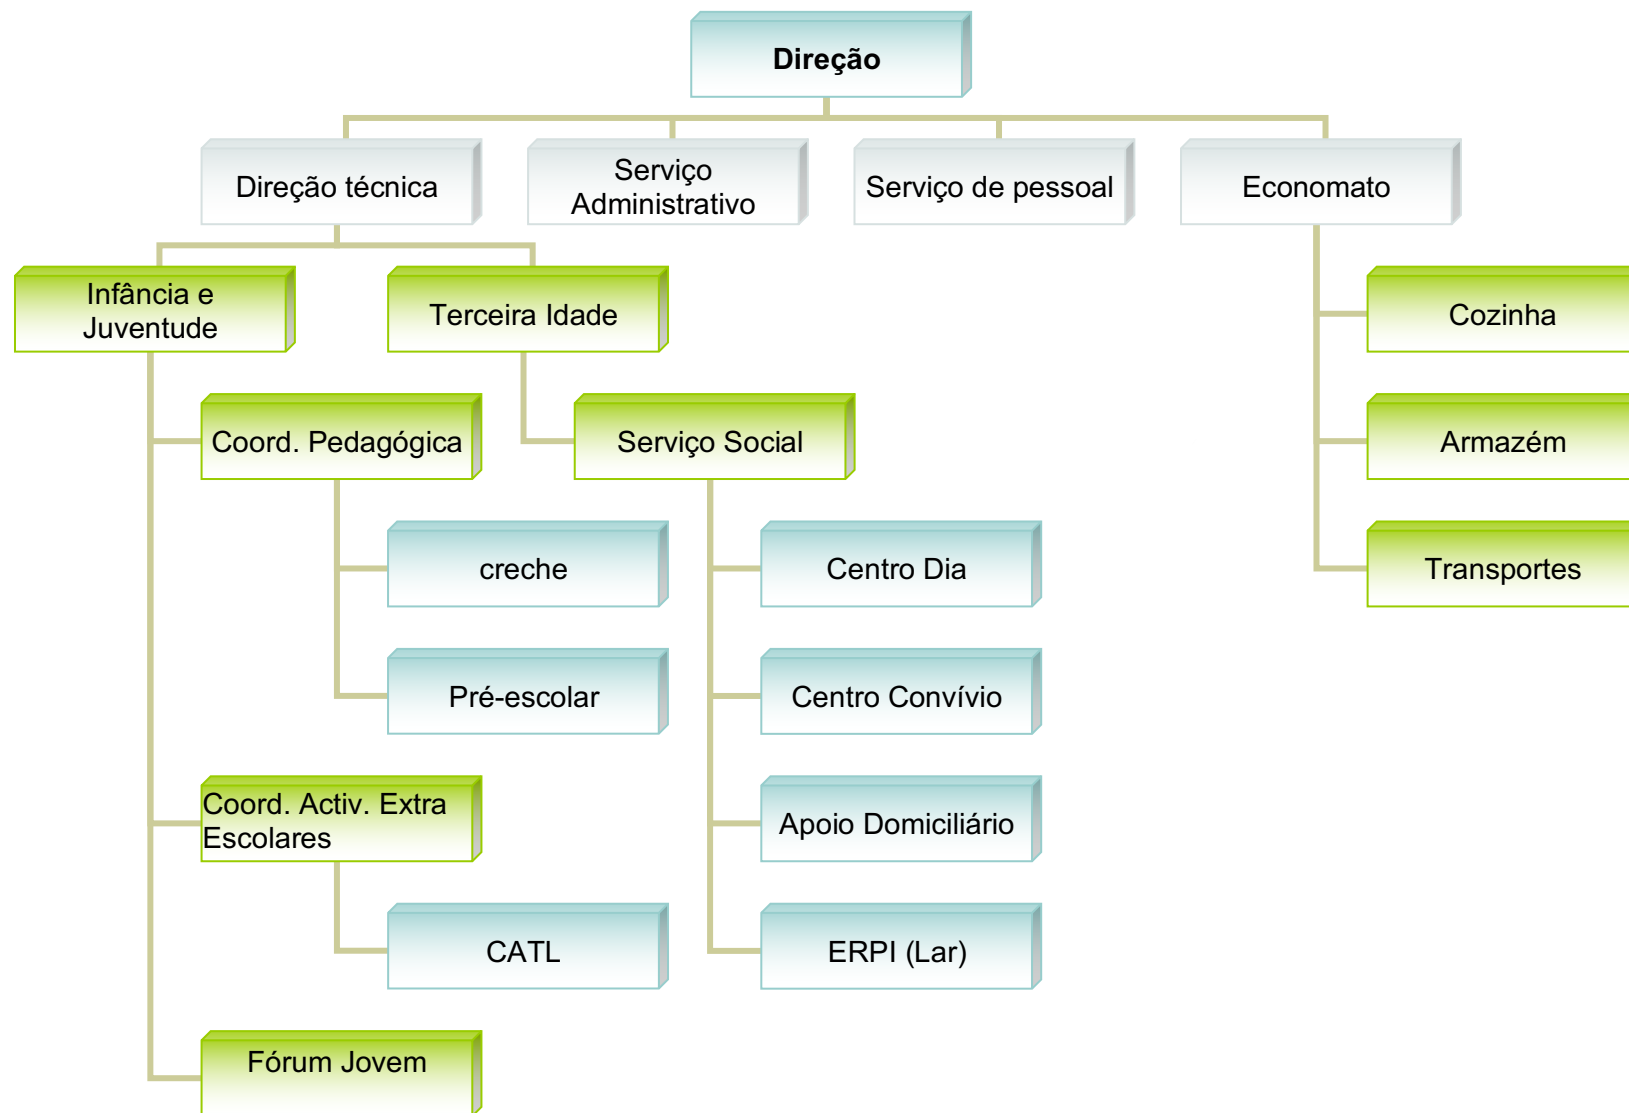 Direção
Direção técnica
Serviço
Administrativo
Serviço de pessoal
Economato
Infância e
Juventude
Terceira Idade
Cozinha
Coord. Pedagógica
Serviço Social
Armazém
creche
Centro Dia
Transportes
Pré-escolar
Centro Convívio
Coord. Activ. Extra
Escolares
Apoio Domiciliário
CATL
ERPI (Lar)
Fórum Jovem